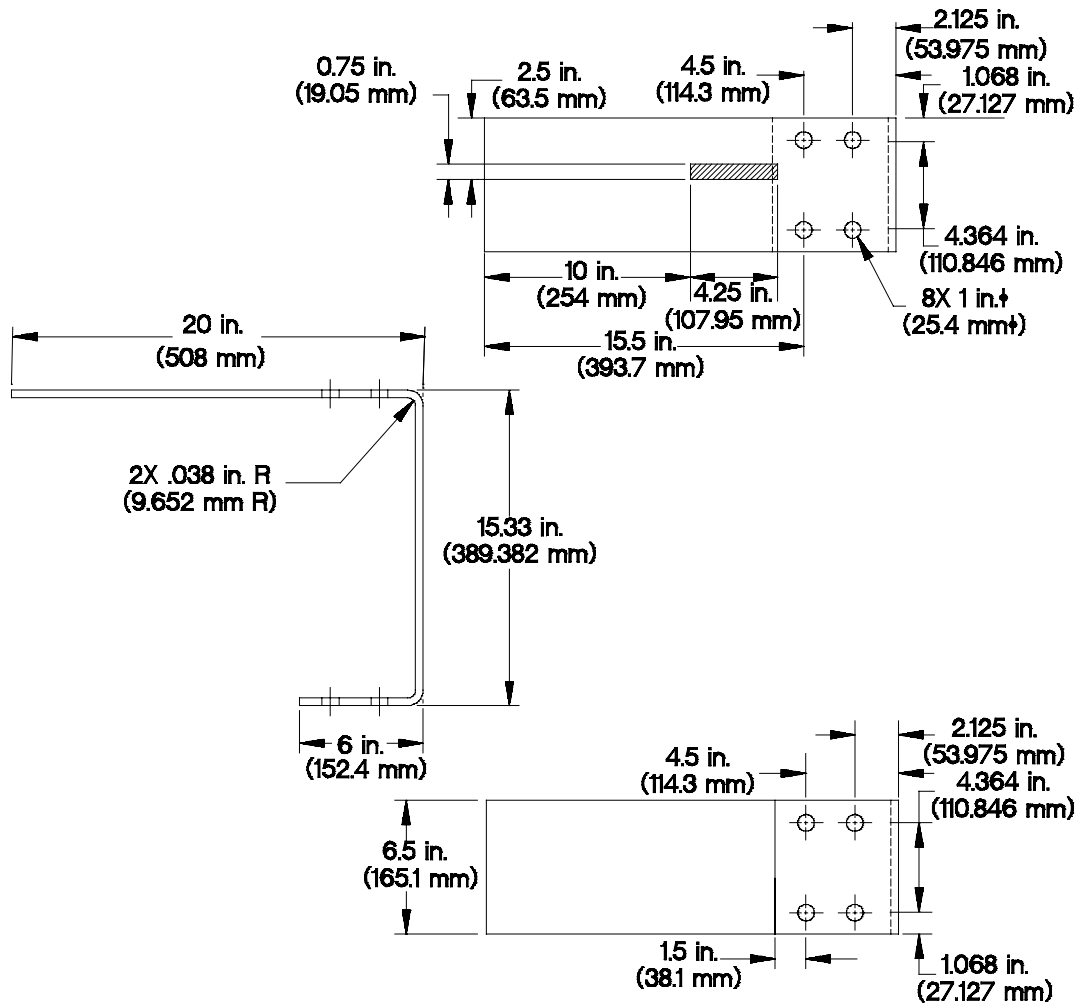 2.125 in.
(53.975 mm)
0.75 in.
(19.05 mm)
2.5 in.
(63.5 mm)
4.5 in.
(114.3 mm)
1.068 in.
(27.127 mm)
4.364 in.
(110.846 mm)
10 in.
(254 mm)
4.25 in.
(107.95 mm)
8X 1 in.ϕ
(25.4 mmϕ)
15.5 in.
(393.7 mm)
20 in.
(508 mm)
2X .038 in. R
(9.652 mm R)
15.33 in.
(389.382 mm)
6 in.
(152.4 mm)
2.125 in.
(53.975 mm)
4.5 in.
(114.3 mm)
4.364 in.
(110.846 mm)
6.5 in.
(165.1 mm)
1.5 in.
(38.1 mm)
1.068 in.
(27.127 mm)